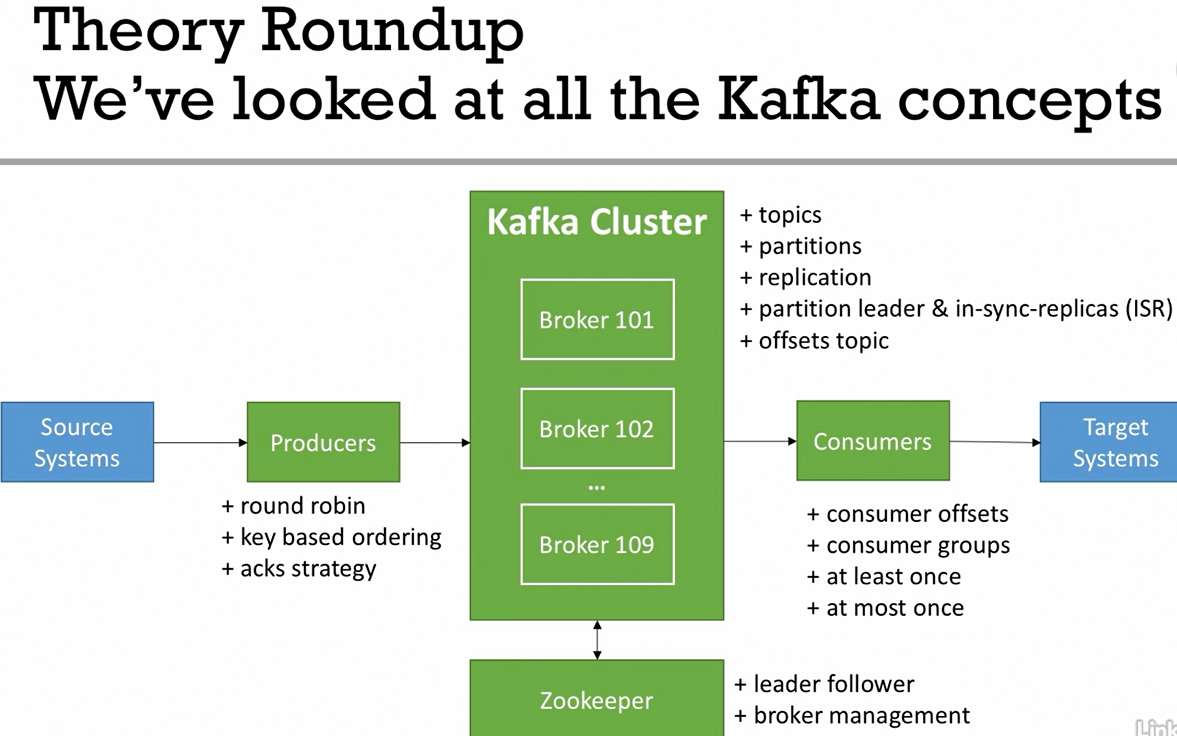 Theory Roundup
We've looked at all the Kafka concepts
Kafka Cluster
+ topics
+ partitions
+ replication
+ partition leader & in-sync-replicas (ISR)
+ offsets topic
Broker 101
Broker 102
...
Broker 109
Source
Systems
Producers
+ round robin
+ key based ordering
+ acks strategy
Consumers
+ consumer offsets
+ consumer groups
+ at least once
+ at most once
Target
Systems
Zookeeper
+ leader follower
+ broker management